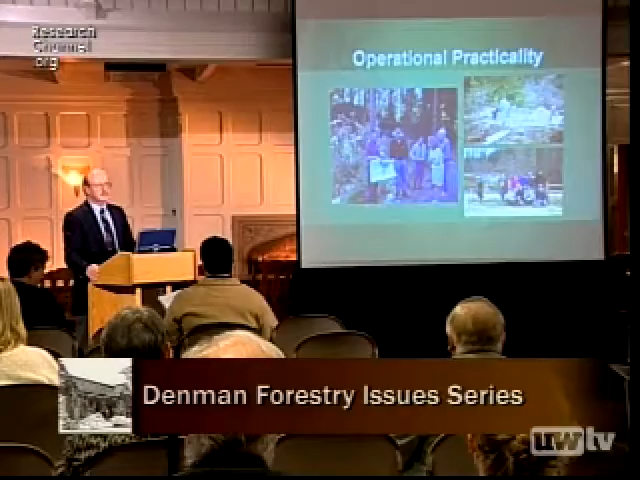 Research
Channel
.org
Operational Practicality
Denman Forestry Issues Series
uwtv